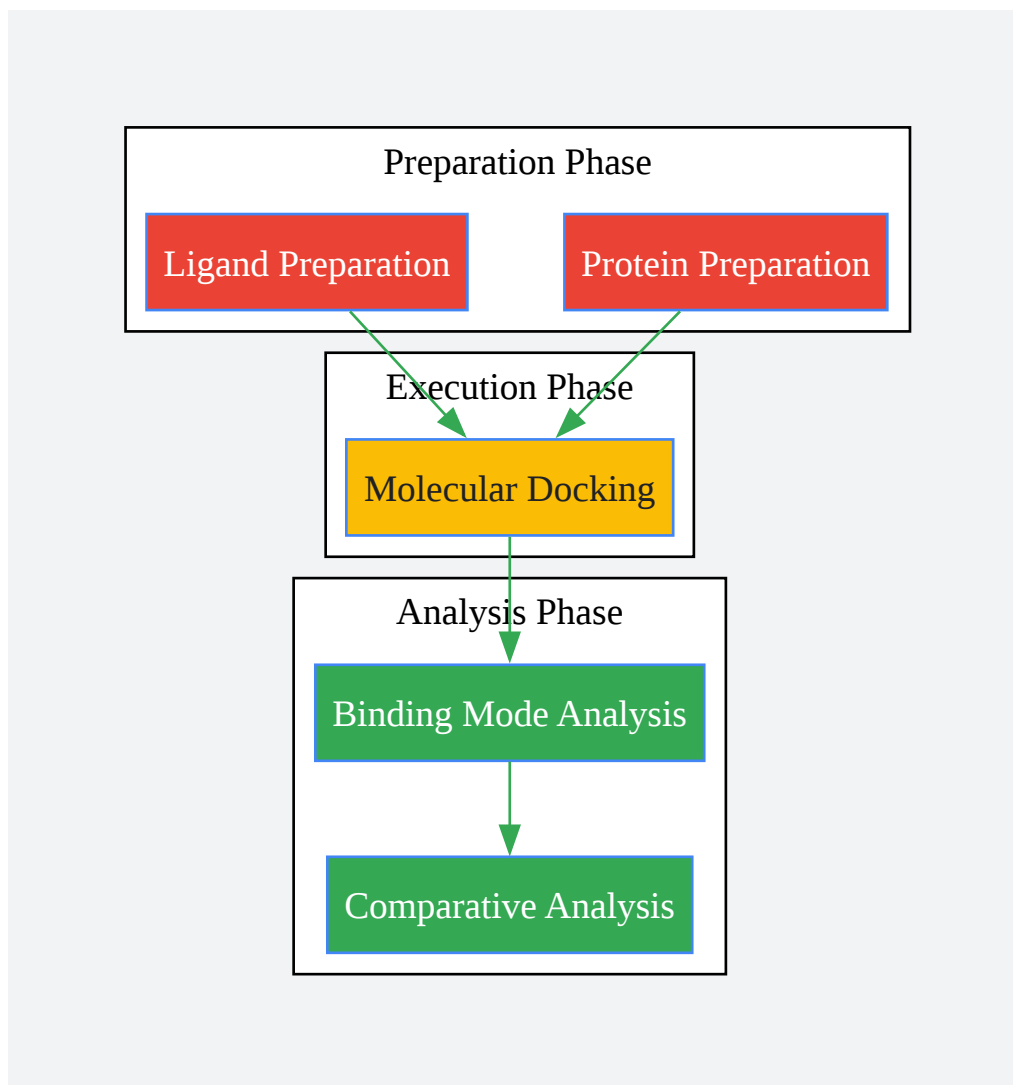 Preparation Phase
Ligand Preparation
Protein Preparation
Execution Phase
Molecular Docking
Analysis Phase
Binding Mode Analysis
Comparative Analysis